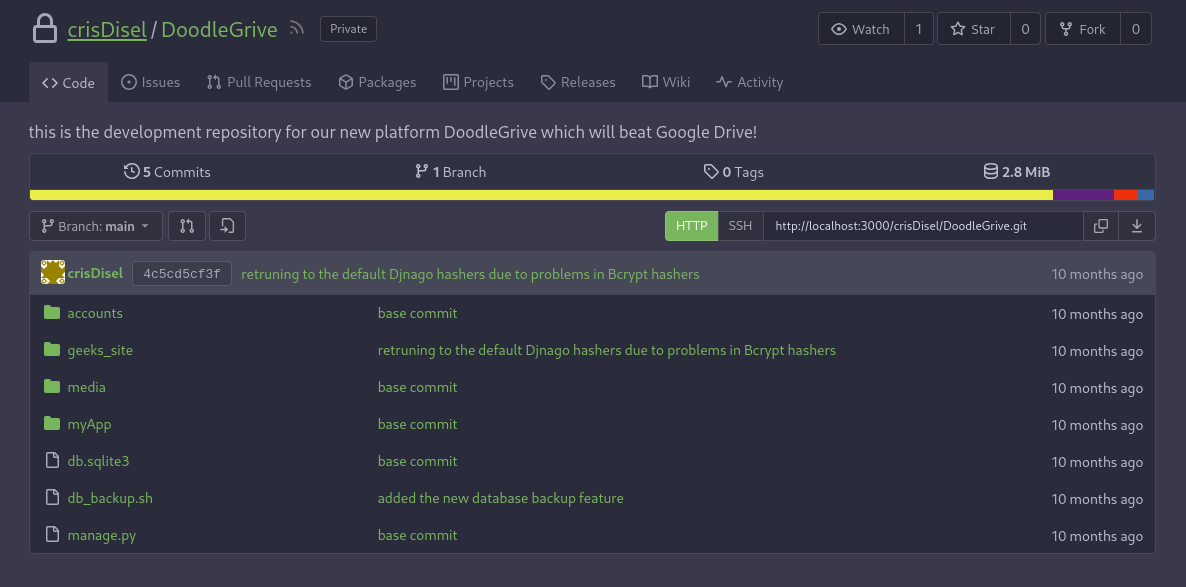 crisDisel/DoodleGrive Private Watch 1 Star 0 Fork 0
Code Issues Pull Requests Packages Projects Releases Wiki Activity
this is the development repository for our new platform DoodleGrive which will beat Google Drive!
5 Commits 1 Branch 0 Tags 2.8 MiB
Branch: main HTTP SSH http://localhost:3000/crisDisel/DoodleGrive.git
crisDisel 4c5cd5cf3f retruning to the default Djnago hashers due to problems in Bcrypt hashers 10 months ago
accounts base commit 10 months ago
geeks_site retruning to the default Djnago hashers due to problems in Bcrypt hashers 10 months ago
media base commit 10 months ago
myApp base commit 10 months ago
db.sqlite3 base commit 10 months ago
db_backup.sh added the new database backup feature 10 months ago
manage.py base commit 10 months ago